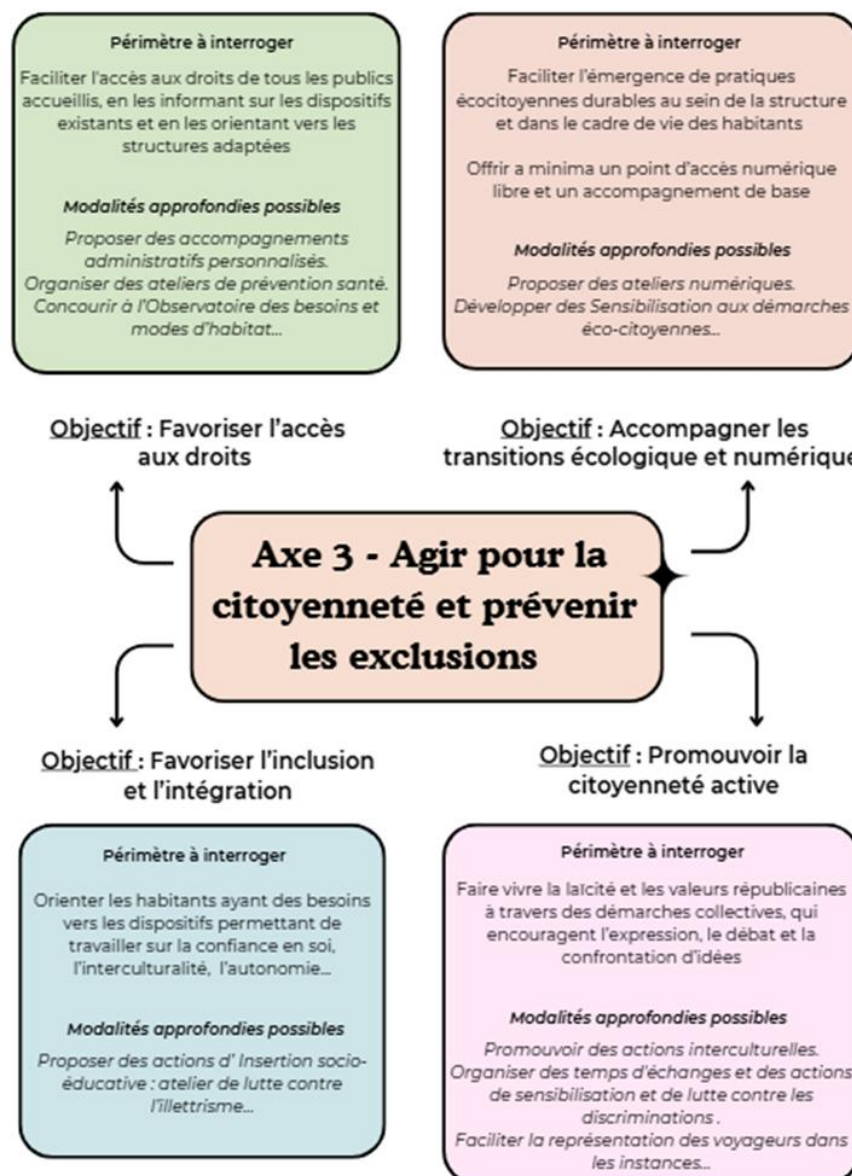 Périmètre à interroger
Faciliter l'accès aux droits de tous les publics
accueillis, en les informant sur les dispositifs
existants et en les orientant vers les
structures adaptées
Modalités approfondies possibles
Proposer des accompagnements
administratifs personnalisés.
Organiser des ateliers de prévention santé.
Concourir à l'Observatoire des besoins et
modes d'habitat...
Périmètre à interroger
Faciliter l'émergence de pratiques
écocitoyennes durables au sein de la structure
et dans le cadre de vie des habitants
Offrir a minima un point d'accès numérique
libre et un accompagnement de base
Modalités approfondies possibles
Proposer des ateliers numériques.
Développer des Sensibilisation aux démarches
éco-citoyennes...
Objectif : Favoriser l'accès
aux droits
Objectif : Accompagner les
transitions écologique et numérique
Axe 3 - Agir pour la
citoyenneté et prévenir
les exclusions
Objectif : Favoriser l'inclusion
et l'intégration
Objectif : Promouvoir la
citoyenneté active
Périmètre à interroger
Orienter les habitants ayant des besoins
vers les dispositifs permettant de
travailler sur la confiance en soi,
l'interculturalité, l'autonomie...
Modalités approfondies possibles
Proposer des actions d' Insertion socio-
éducative : atelier de lutte contre
l'illettrisme...
Périmètre à interroger
Faire vivre la laïcité et les valeurs républicaines
à travers des démarches collectives, qui
encouragent l'expression, le débat et la
confrontation d'idées
Modalités approfondies possibles
Promouvoir des actions interculturelles.
Organiser des temps d'échanges et des actions
de sensibilisation et de lutte contre les
discriminations .
Faciliter la représentation des voyageurs dans
les instances...